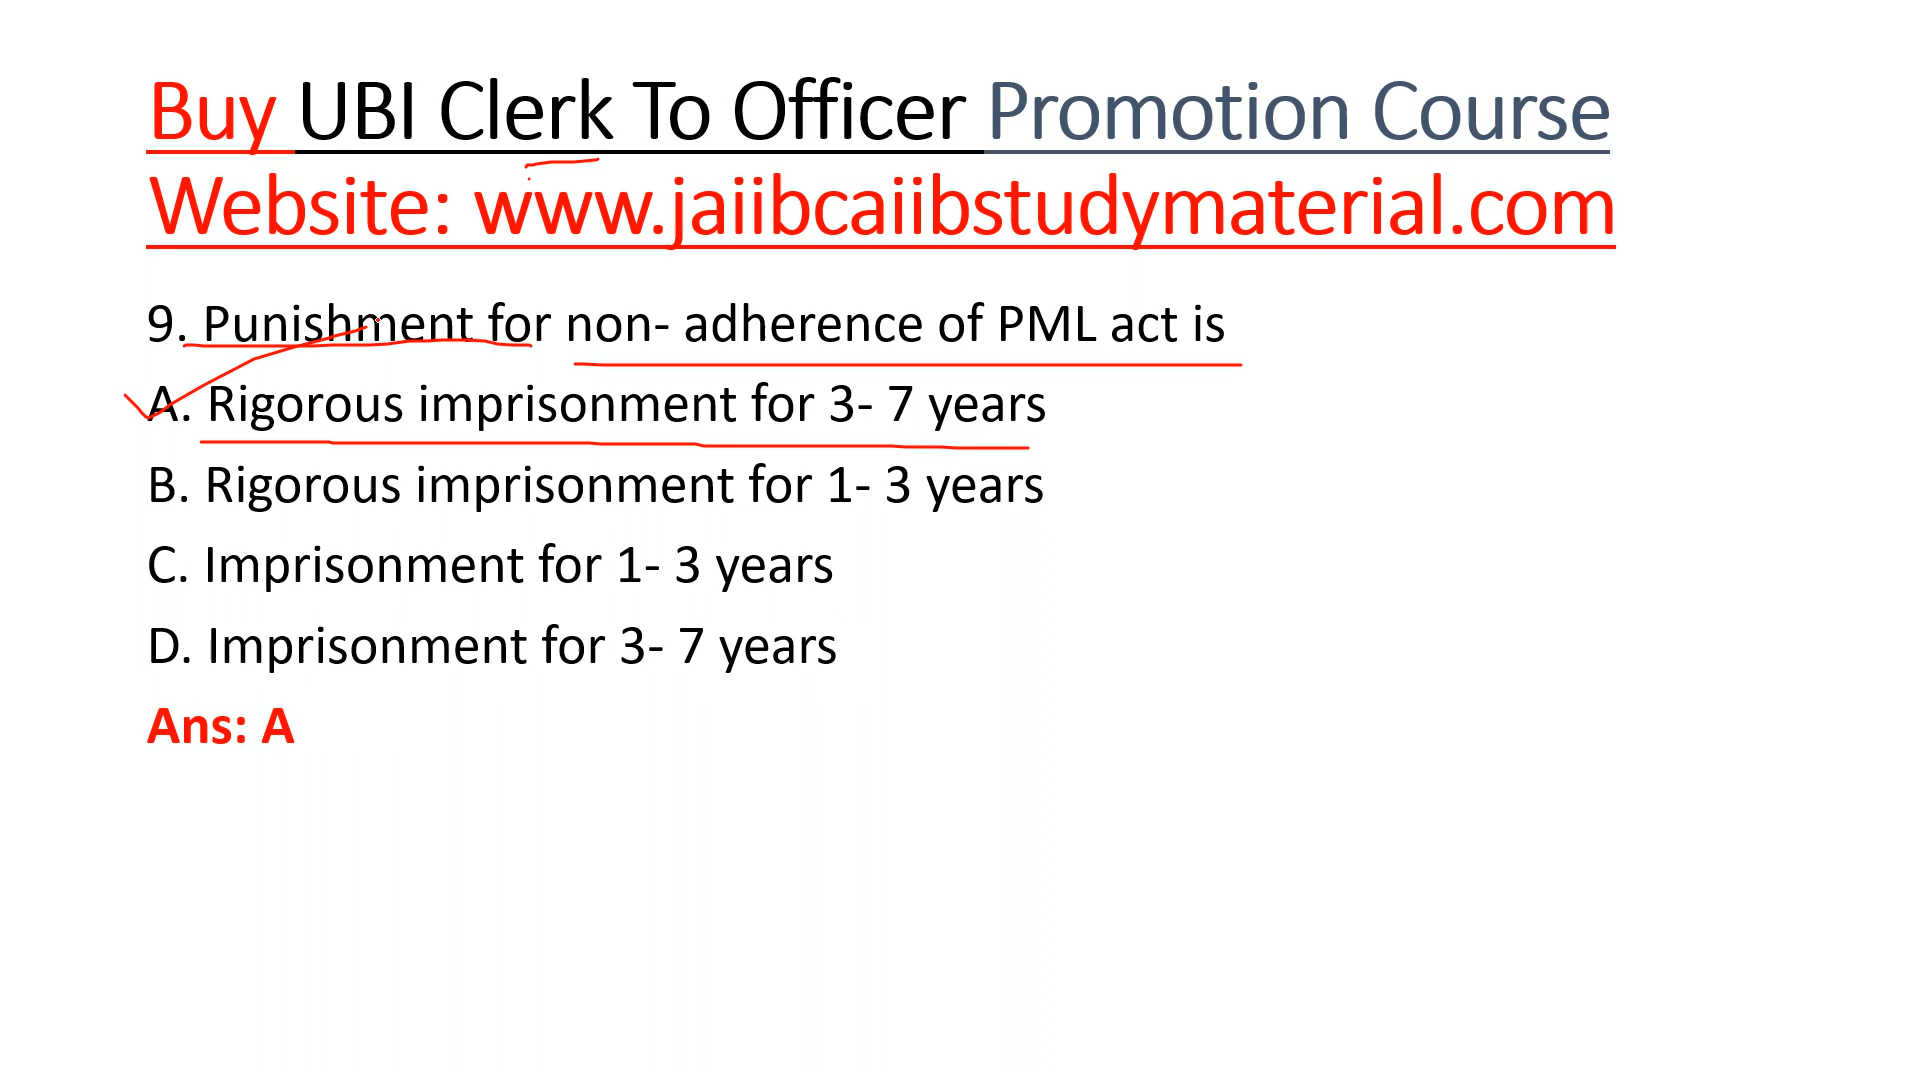 Buy UBI Clerk To Officer Promotion Course
Website: www.jaiibcaiibstudymaterial.com
9. Punishment for non- adherence of PML act is
A. Rigorous imprisonment for 3- 7 years
B. Rigorous imprisonment for 1- 3 years
C. Imprisonment for 1- 3 years
D. Imprisonment for 3- 7 years
Ans: A